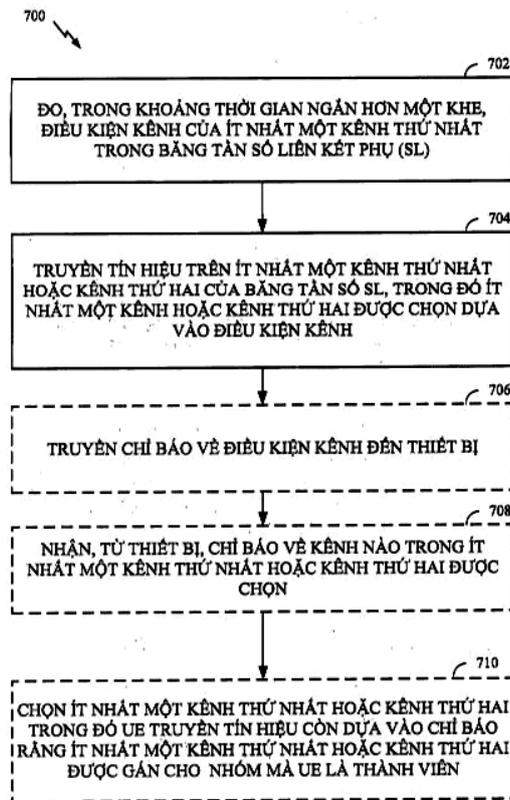 700
702
ĐO, TRONG KHOẢNG THỜI GIAN NGẮN HƠN MỘT KHE,
ĐIỀU KIỆN KÊNH CỦA ÍT NHẤT MỘT KÊNH THỨ NHẤT
TRONG BĂNG TẦN SỐ LIÊN KẾT PHỤ (SL)
704
TRUYỀN TÍN HIỆU TRÊN ÍT NHẤT MỘT KÊNH THỨ NHẤT
HOẶC KÊNH THỨ HAI CỦA BĂNG TẦN SỐ SL, TRONG ĐÓ ÍT
NHẤT MỘT KÊNH HOẶC KÊNH THỨ HAI ĐƯỢC CHỌN DỰA
VÀO ĐIỀU KIỆN KÊNH
706
TRUYỀN CHỈ BÁO VỀ ĐIỀU KIỆN KÊNH ĐẾN THIẾT BỊ
708
NHẬN, TỪ THIẾT BỊ, CHỈ BÁO VỀ KÊNH NÀO TRONG ÍT
NHẤT MỘT KÊNH THỨ NHẤT HOẶC KÊNH THỨ HAI ĐƯỢC
CHỌN
710
CHỌN ÍT NHẤT MỘT KÊNH THỨ NHẤT HOẶC KÊNH THỨ HAI
TRONG ĐÓ UE TRUYỀN TÍN HIỆU CÒN DỰA VÀO CHỈ BÁO
RẰNG ÍT NHẤT MỘT KÊNH THỨ NHẤT HOẶC KÊNH THỨ HAI
ĐƯỢC GÁN CHO NHÓM MÀ UE LÀ THÀNH VIÊN